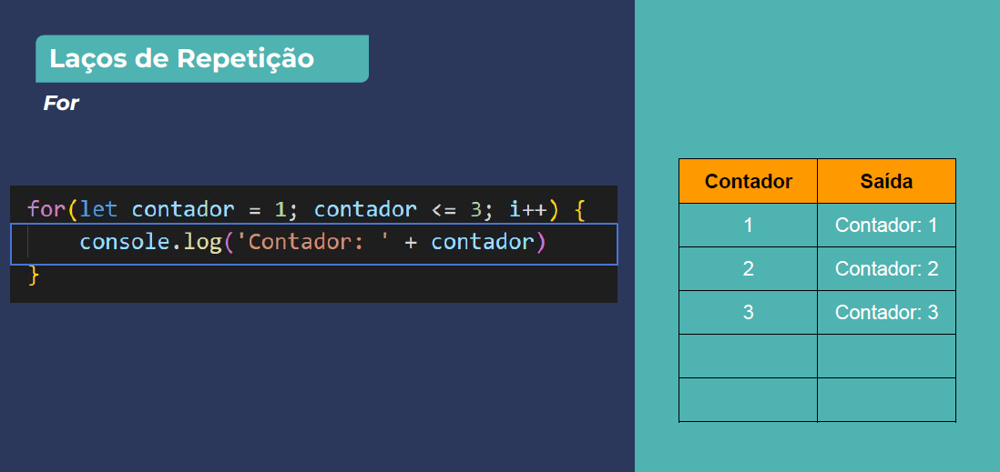 Laços de Repetição
For
for(let contador = 1; contador <= 3; i++) {
console.log('Contador: ' + contador)
}
Contador Saída
1 Contador: 1
2 Contador: 2
3 Contador: 3